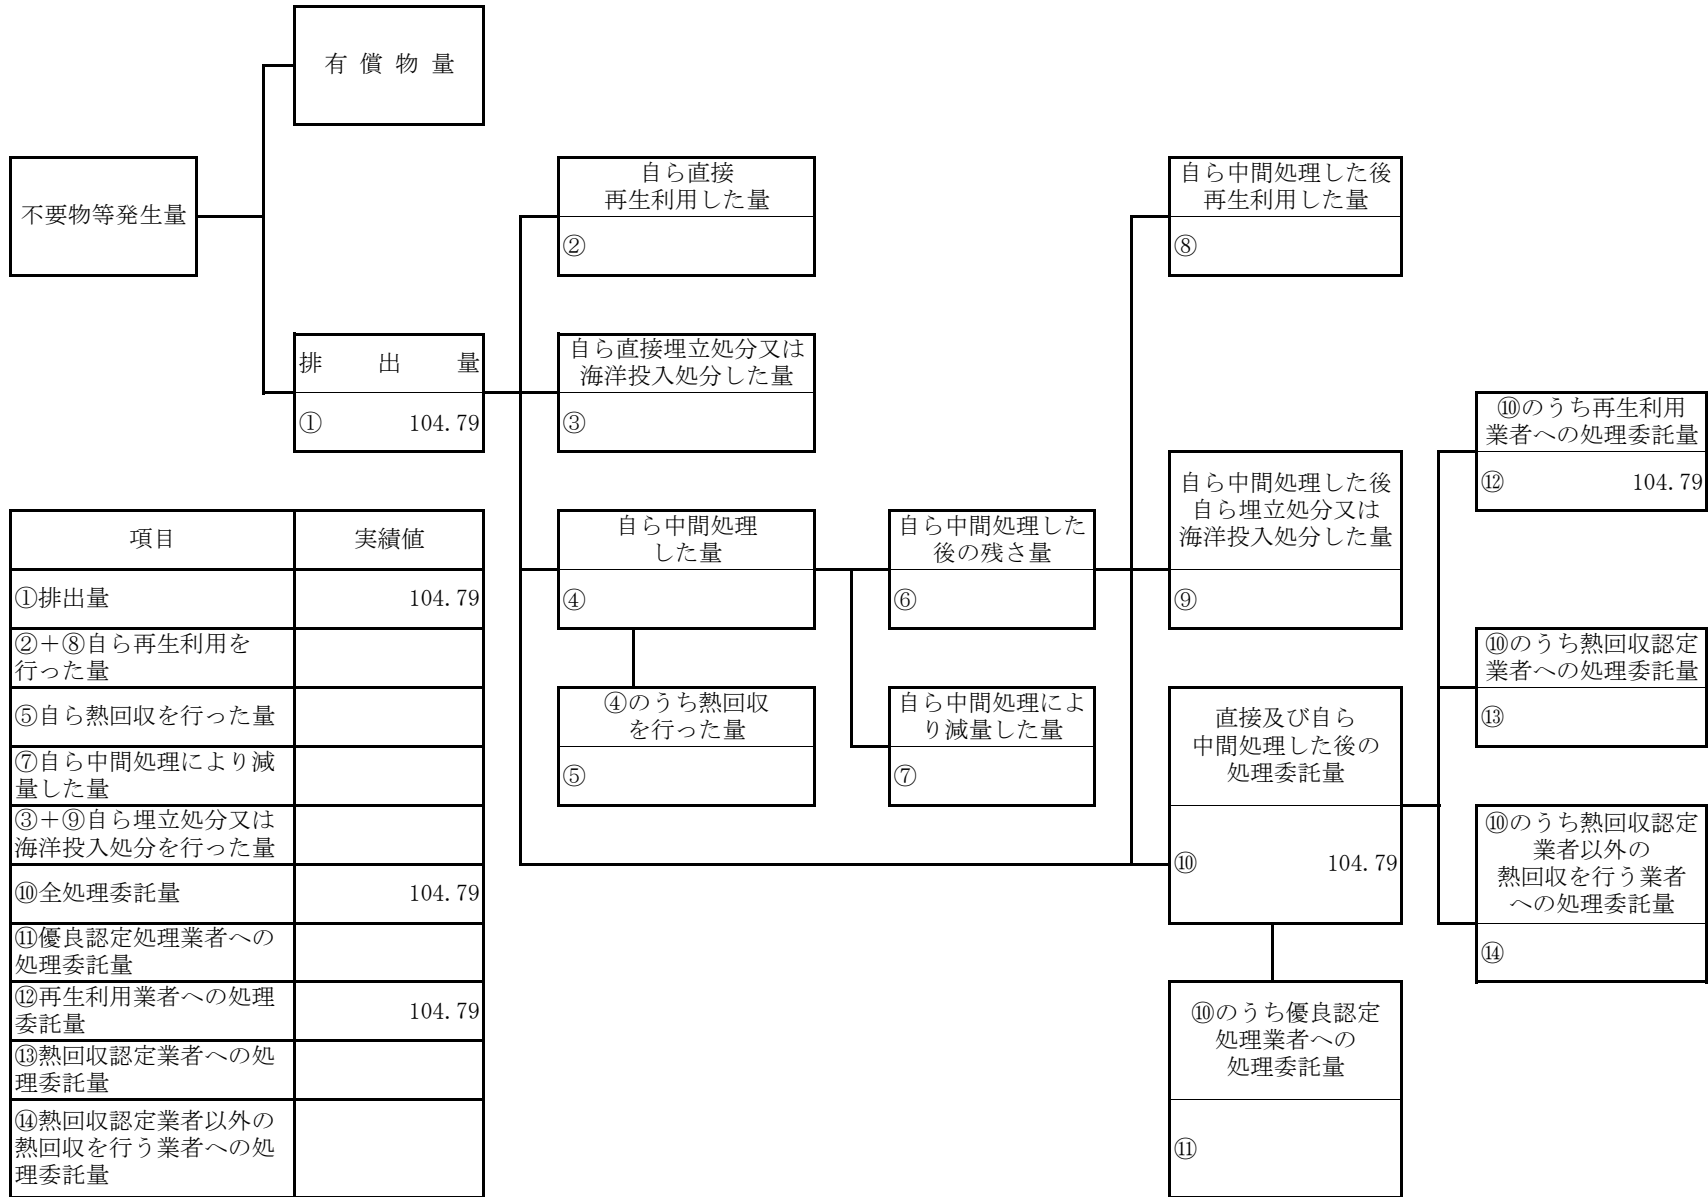 有償物量
不要物等発生量
排出量
① 104.79
自ら直接
再生利用した量
②
自ら直接埋立処分又は
海洋投入処分した量
③
自ら中間処理
した量
④
④のうち熱回収
を行った量
⑤
自ら中間処理した
後の残さ量
⑥
自ら中間処理によ
り減量した量
⑦
自ら中間処理した後
再生利用した量
⑧
自ら中間処理した後
自ら埋立処分又は
海洋投入処分した量
⑨
直接及び自ら
中間処理した後の
処理委託量
⑩ 104.79
⑩のうち優良認定
処理業者への
処理委託量
⑪
⑩のうち再生利用
業者への処理委託量
⑫ 104.79
⑩のうち熱回収認定
業者への処理委託量
⑬
⑩のうち熱回収認定
業者以外の
熱回収を行う業者
への処理委託量
⑭
項目 実績値
①排出量 104.79
②+⑧自ら再生利用を
行った量
⑤自ら熱回収を行った量
⑦自ら中間処理により減
量した量
③+⑨自ら埋立処分又は
海洋投入処分を行った量
⑩全処理委託量 104.79
⑪優良認定処理業者への
処理委託量
⑫再生利用業者への処理
委託量 104.79
⑬熱回収認定業者への処
理委託量
⑭熱回収認定業者以外の
熱回収を行う業者への処
理委託量